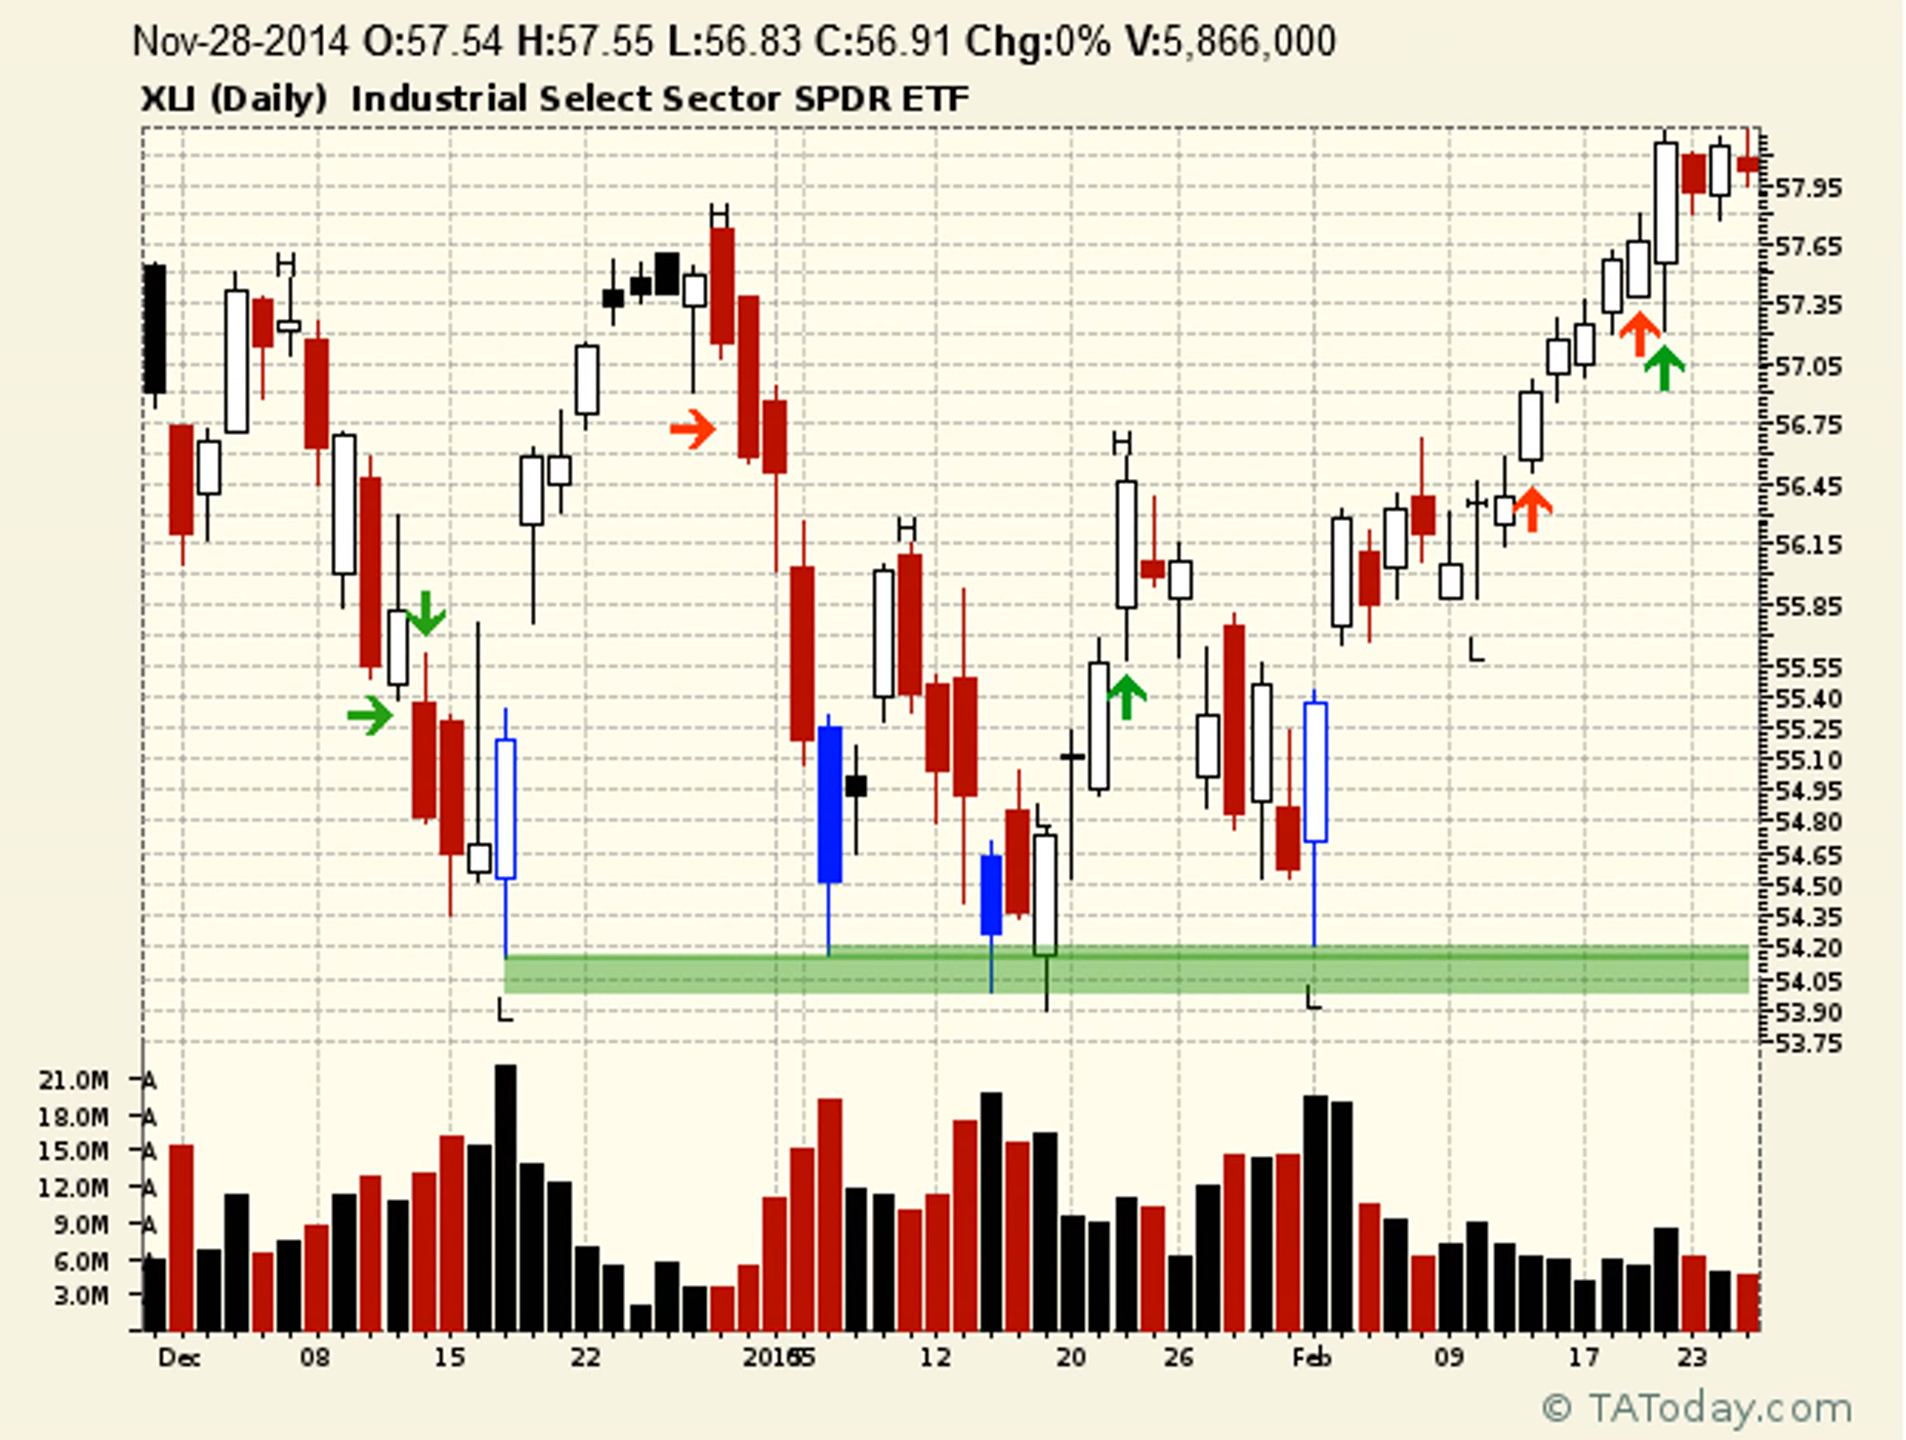 Nov-28-2014 O:57.54 H:57.55 L:56.83 C:56.91 Chg:0% V:5,866,000
XLI (Daily) Industrial Select Sector SPDR ETF
H
H
H
H
L
L
L
L
57.95
57.65
57.35
57.05
56.75
56.45
56.15
55.85
55.55
55.40
55.25
55.10
54.95
54.80
54.65
54.50
54.35
54.20
54.05
53.90
53.75
21.0M
18.0M
15.0M
12.0M
9.0M
6.0M
3.0M
Dec 08 15 22 12 20 26 Feb 09 17 23
© TAToday.com